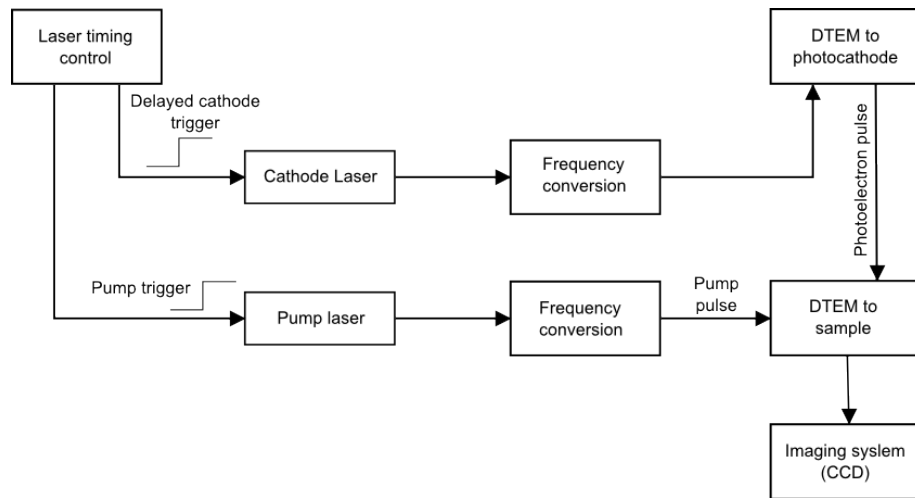 Laser timing
control
DTEM to
photocathode
Delayed cathode
trigger
Cathode Laser
Frequency
conversion
Photoelectron pulse
Pump trigger
Pump laser
Frequency
conversion
Pump
pulse
DTEM to
sample
Imaging syslem
(CCD)